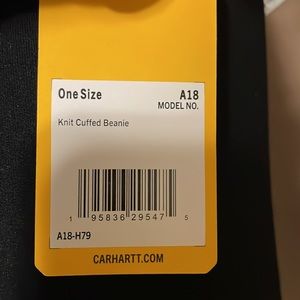 One Size A18
MODEL NO.
Knit Cuffed Beanie
1 95836 29547 5
A18-H79
CARHARTT.COM